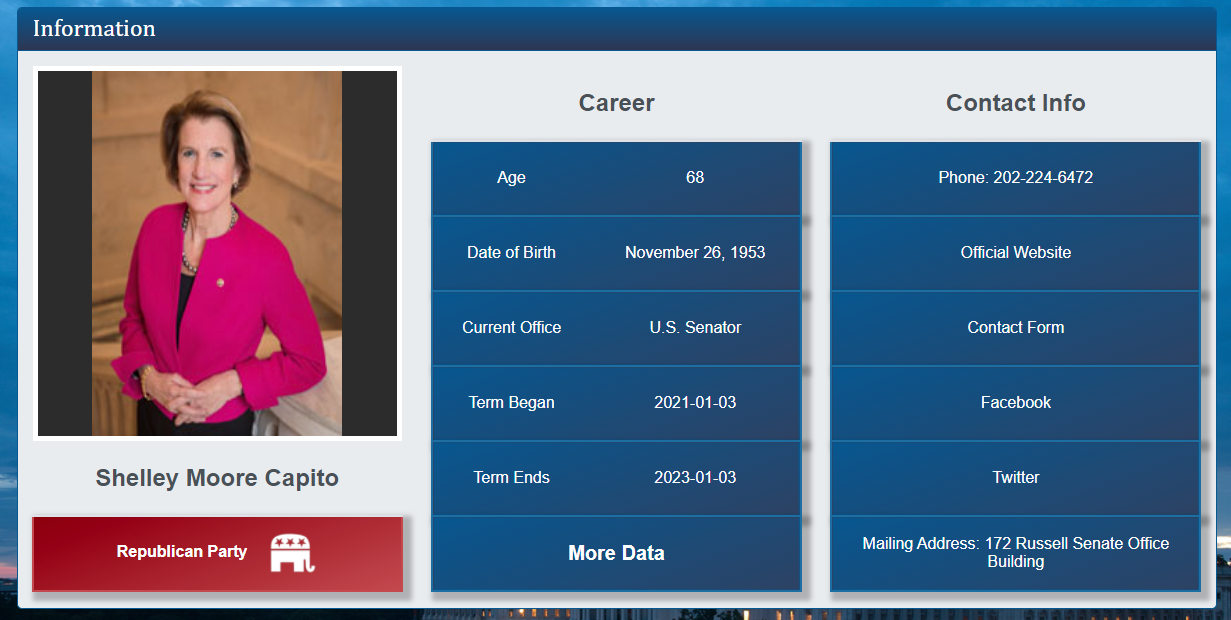 Information
Shelley Moore Capito
Republican Party
Career
Age 68
Date of Birth November 26, 1953
Current Office U.S. Senator
Term Began 2021-01-03
Term Ends 2023-01-03
More Data
Contact Info
Phone: 202-224-6472
Official Website
Contact Form
Facebook
Twitter
Mailing Address: 172 Russell Senate Office
Building